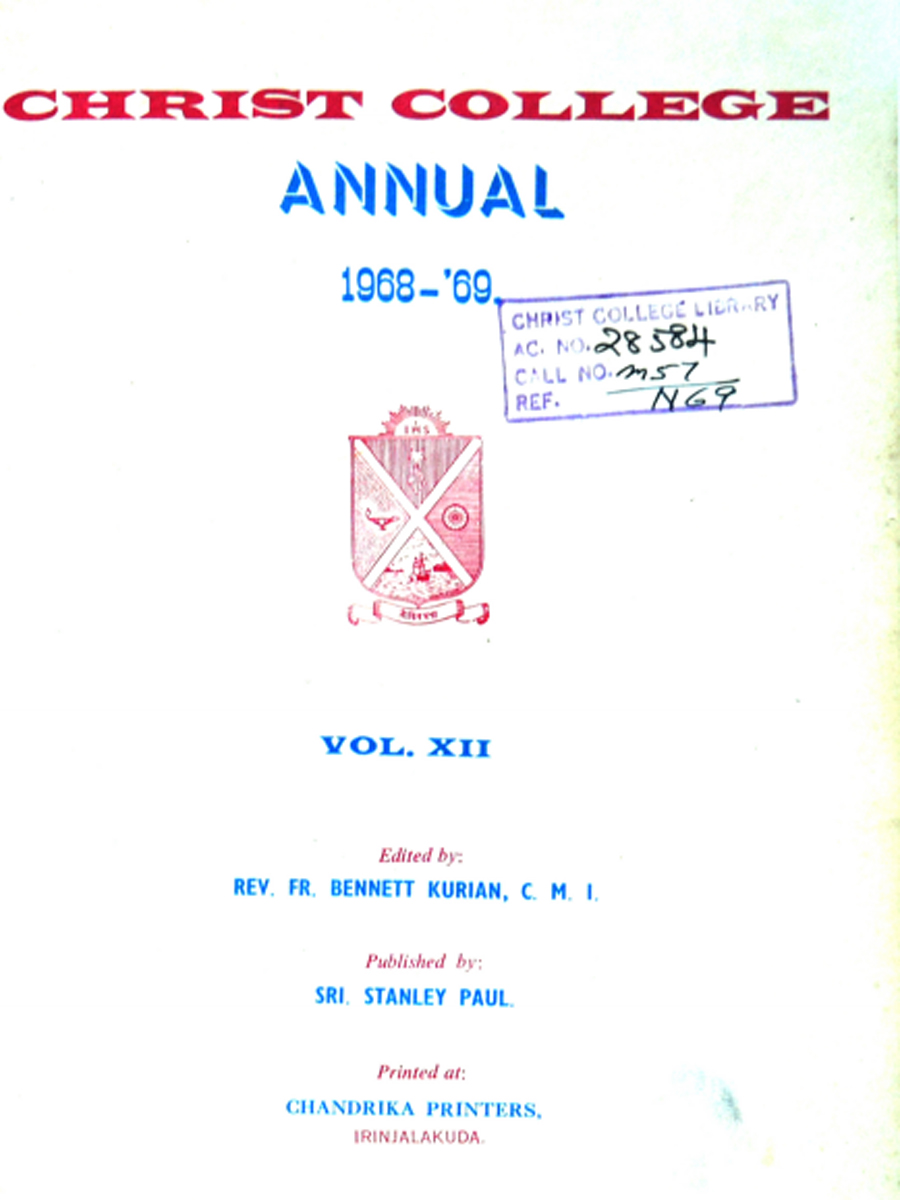 CHRIST COLLEGE
ANNUAL
1968-'69.
CHRIST COLLEGE LIBRARY
AC. NO. 28584
CALL NO. M57
REF. N69
IHS
VOL. XII
Edited by:
REV. FR. BENNETT KURIAN, C. M. I.
Published by:
SRI. STANLEY PAUL.
Printed at:
CHANDRIKA PRINTERS,
IRINJALAKUDA.